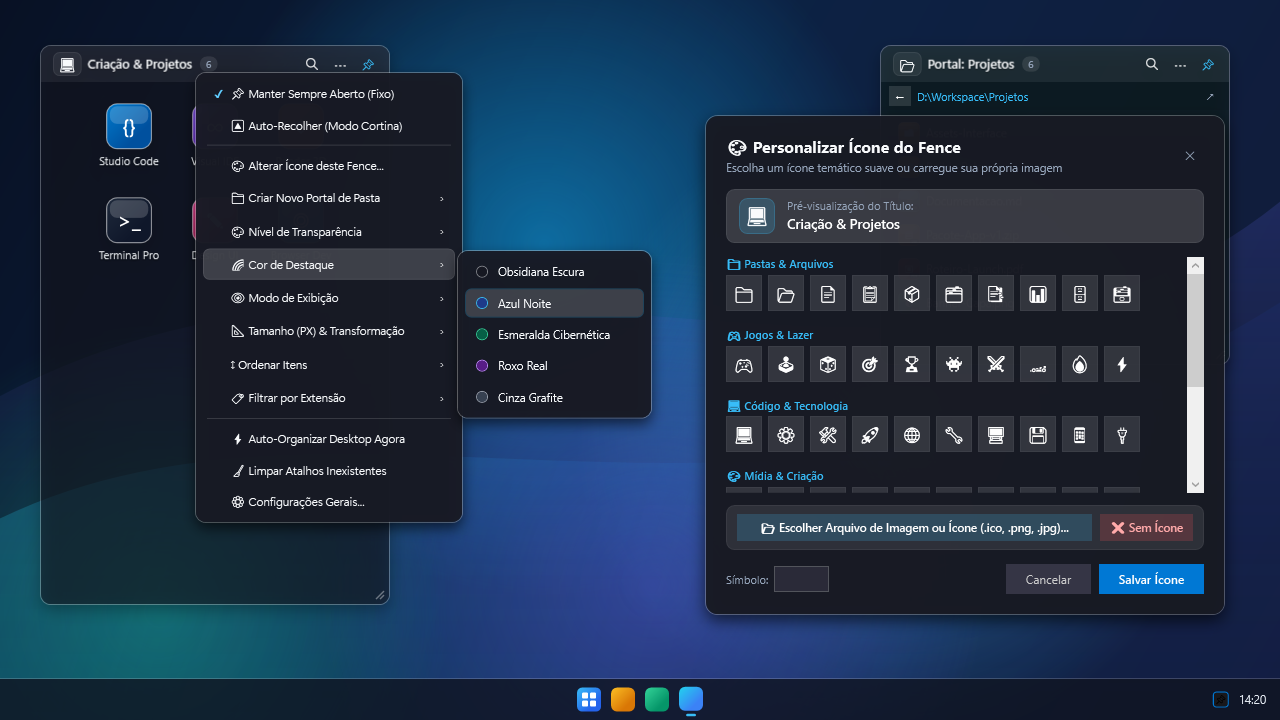 Criação & Projetos 6
Studio Code
Terminal Pro
>_
{}
Manter Sempre Aberto (Fixo)
Auto-Recolher (Modo Cortina)
Alterar Ícone deste Fence...
Criar Novo Portal de Pasta
Nível de Transparência
Cor de Destaque
Modo de Exibição
Tamanho (PX) & Transformação
Ordenar Itens
Filtrar por Extensão
Auto-Organizar Desktop Agora
Limpar Atalhos Inexistentes
Configurações Gerais...
Obsidiana Escura
Azul Noite
Esmeralda Cibernética
Roxo Real
Cinza Grafite
Portal: Projetos 6
D:\Workspace\Projetos
Personalizar Ícone do Fence
Escolha um ícone temático suave ou carregue sua própria imagem
Pré-visualização do Título:
Criação & Projetos
Pastas & Arquivos
Jogos & Lazer
Código & Tecnologia
Mídia & Criação
Escolher Arquivo de Imagem ou Ícone (.ico, .png, .jpg)...
Sem Ícone
Símbolo:
Cancelar
Salvar Ícone
14:20